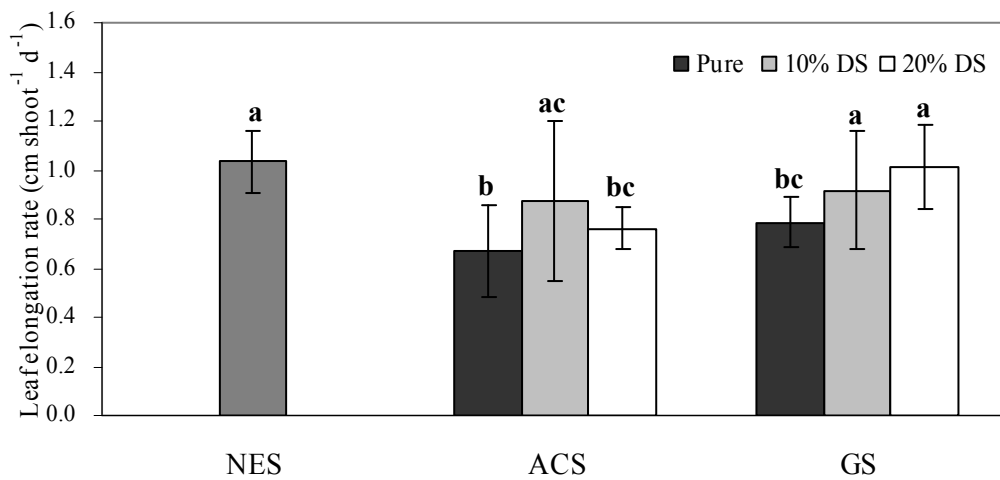 Leaf elongation rate (cm shoot⁻¹ d⁻¹)
1.6
1.4
1.2
1.0
0.8
0.6
0.4
0.2
0.0
Pure 10% DS 20% DS
a
b
ac
bc
bc
a
a
NES ACS GS